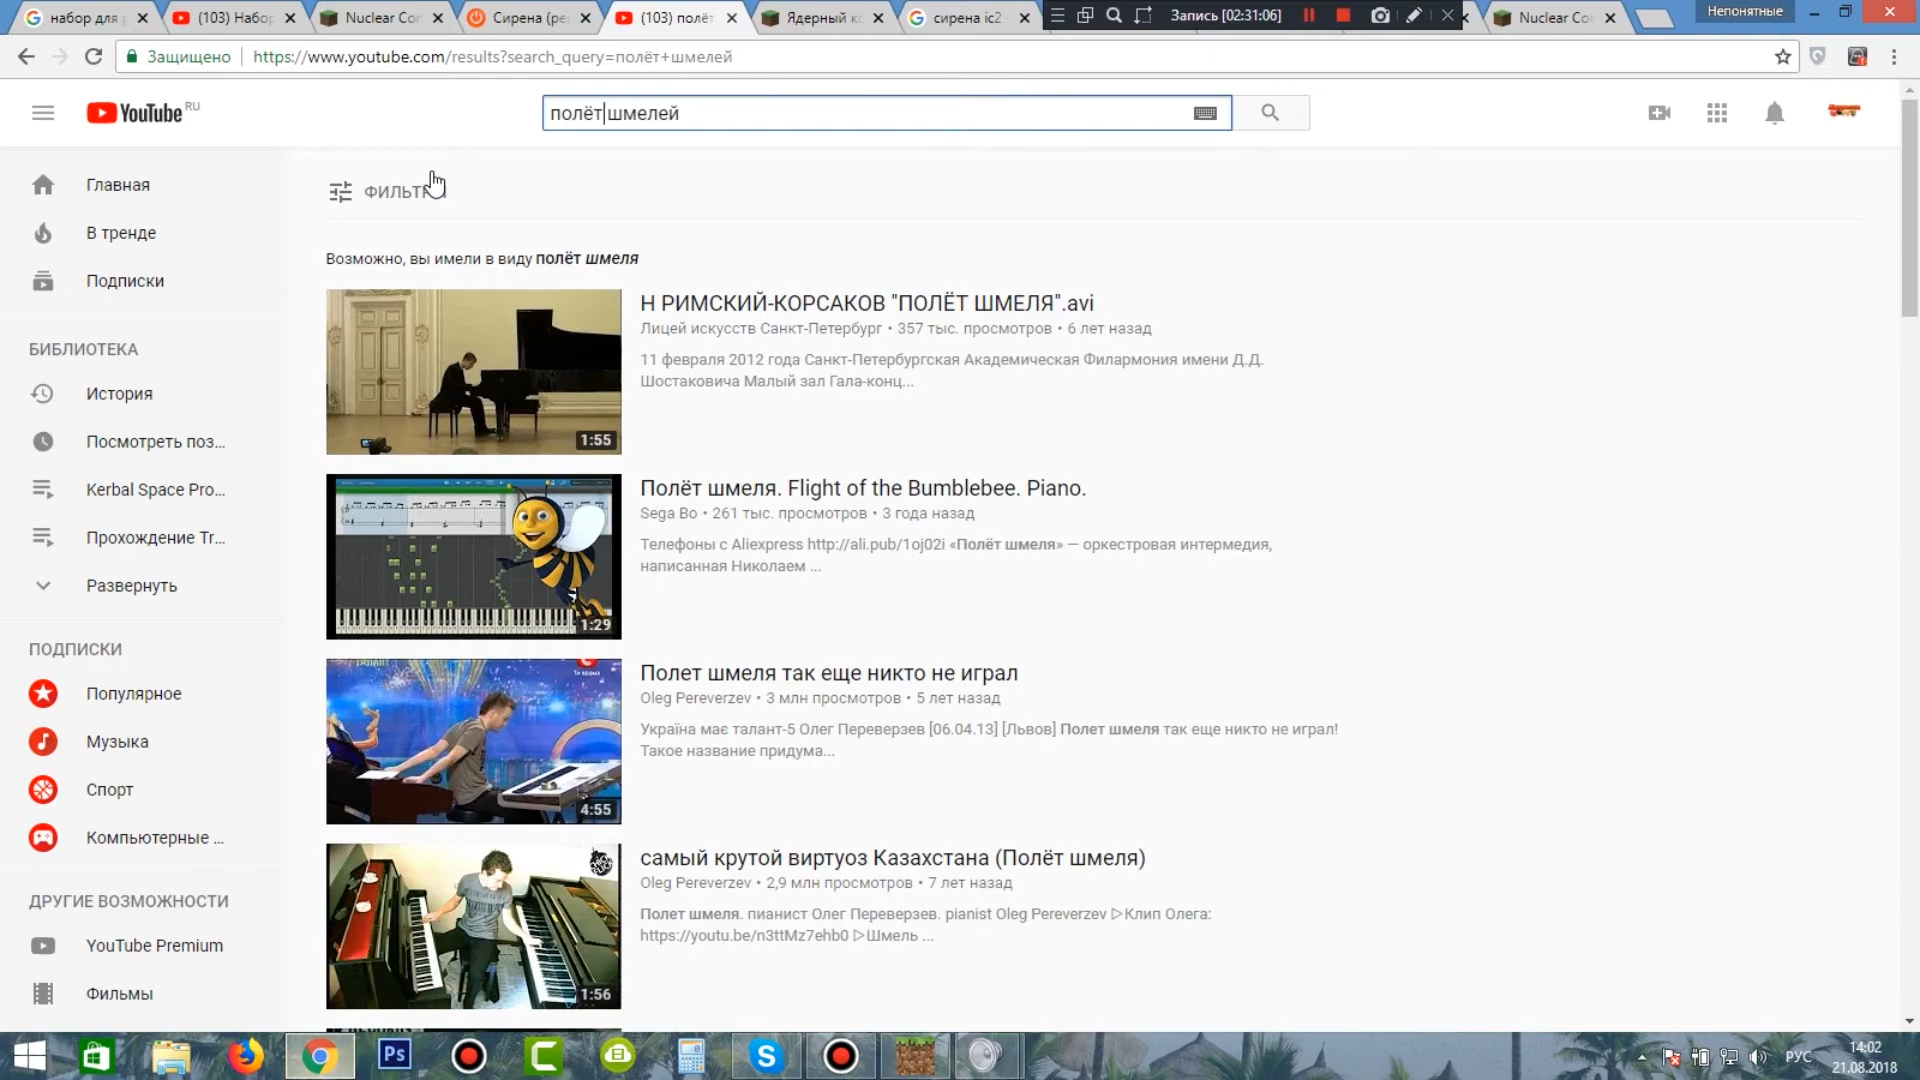 набор для
(103) Набо
Nuclear Con
Сирена (ре
(103) полёт
Ядерный к
сирена ic2
Запись [02:31:06]
Nuclear Co
Непонятные
Защищено
https://www.youtube.com/results?search_query=полёт+шмелей
YouTube RU
полёт шмелей
Главная
В тренде
Подписки
БИБЛИОТЕКА
История
Посмотреть поз...
Kerbal Space Pro...
Прохождение Tr...
Развернуть
ПОДПИСКИ
Популярное
Музыка
Спорт
Компьютерные ...
ДРУГИЕ ВОЗМОЖНОСТИ
YouTube Premium
Фильмы
ФИЛЬТ
Возможно, вы имели в виду полёт шмеля
Н РИМСКИЙ-КОРСАКОВ "ПОЛЁТ ШМЕЛЯ".avi
Лицей искусств Санкт-Петербург • 357 тыс. просмотров • 6 лет назад
11 февраля 2012 года Санкт-Петербургская Академическая Филармония имени Д.Д.
Шостаковича Малый зал Гала-конц...
1:55
Полёт шмеля. Flight of the Bumblebee. Piano.
Sega Bo • 261 тыс. просмотров • 3 года назад
Телефоны с Aliexpress http://ali.pub/1oj02i «Полёт шмеля» — оркестровая интермедия,
написанная Николаем ...
1:29
Полет шмеля так еще никто не играл
Oleg Pereverzev • 3 млн просмотров • 5 лет назад
Україна має талант-5 Олег Переверзев [06.04.13] [Львов] Полет шмеля так еще никто не играл!
Такое название придума...
4:55
самый крутой виртуоз Казахстана (Полёт шмеля)
Oleg Pereverzev • 2,9 млн просмотров • 7 лет назад
Полет шмеля. пианист Олег Переверзев. pianist Oleg Pereverzev ▷Клип Олега:
https://youtu.be/n3ttMz7ehb0 ▷Шмель ...
1:56
Ps
РУС
14:02
21.08.2018